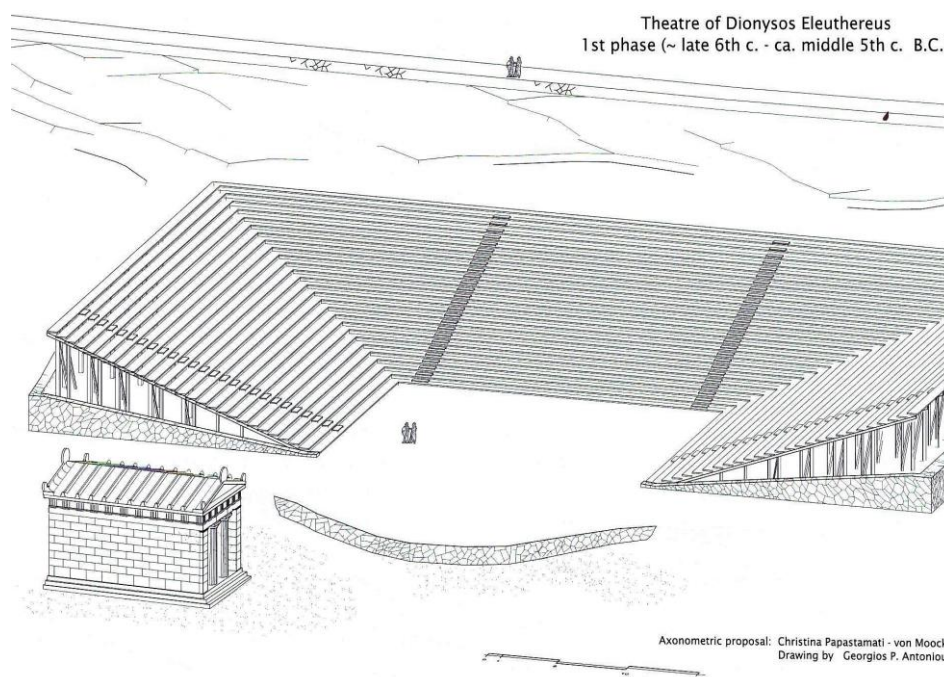 Theatre of Dionysos Eleuthereus
1st phase (~ late 6th c. - ca. middle 5th c. B.C.
Axonometric proposal: Christina Papastamati - von Moock
Drawing by Georgios P. Antoniou